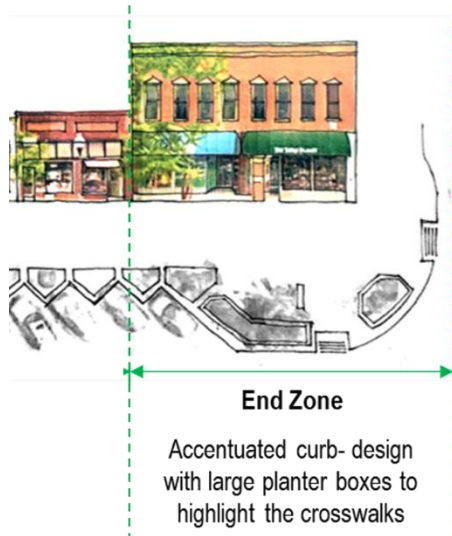 End Zone
Accentuated curb- design
with large planter boxes to
highlight the crosswalks